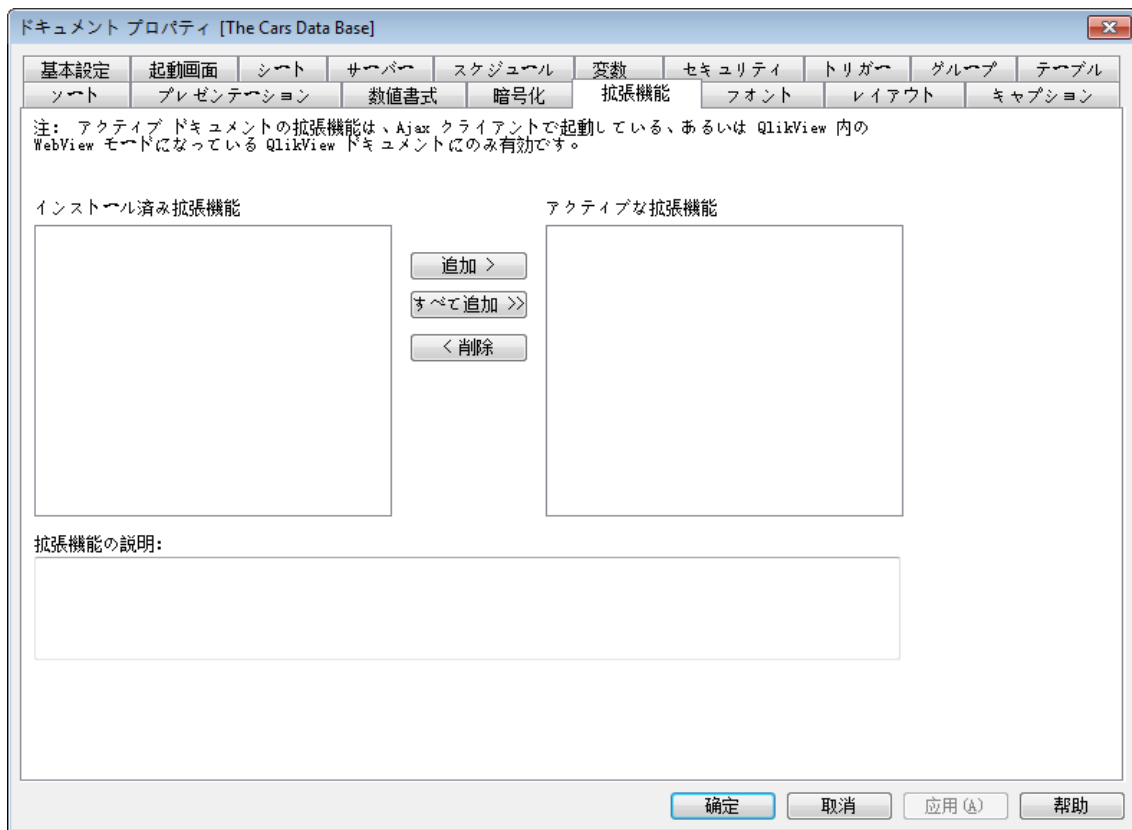 ドキュメント プロパティ [The Cars Data Base]
基本設定 起動画面 シート サーバー スケジュール 変数 セキュリティ トリガー グループ テーブル
ソート プレゼンテーション 数値書式 暗号化 拡張機能 フォント レイアウト キャプション
注: アクティブ ドキュメントの拡張機能は、Ajax クライアントで起動している、あるいは QlikView 内の
WebView モードになっている QlikView ドキュメントにのみ有効です。
インストール済み拡張機能 アクティブな拡張機能
追加 >
すべて追加 >>
< 削除
拡張機能の説明:
确定 取消 应用(A) 帮助